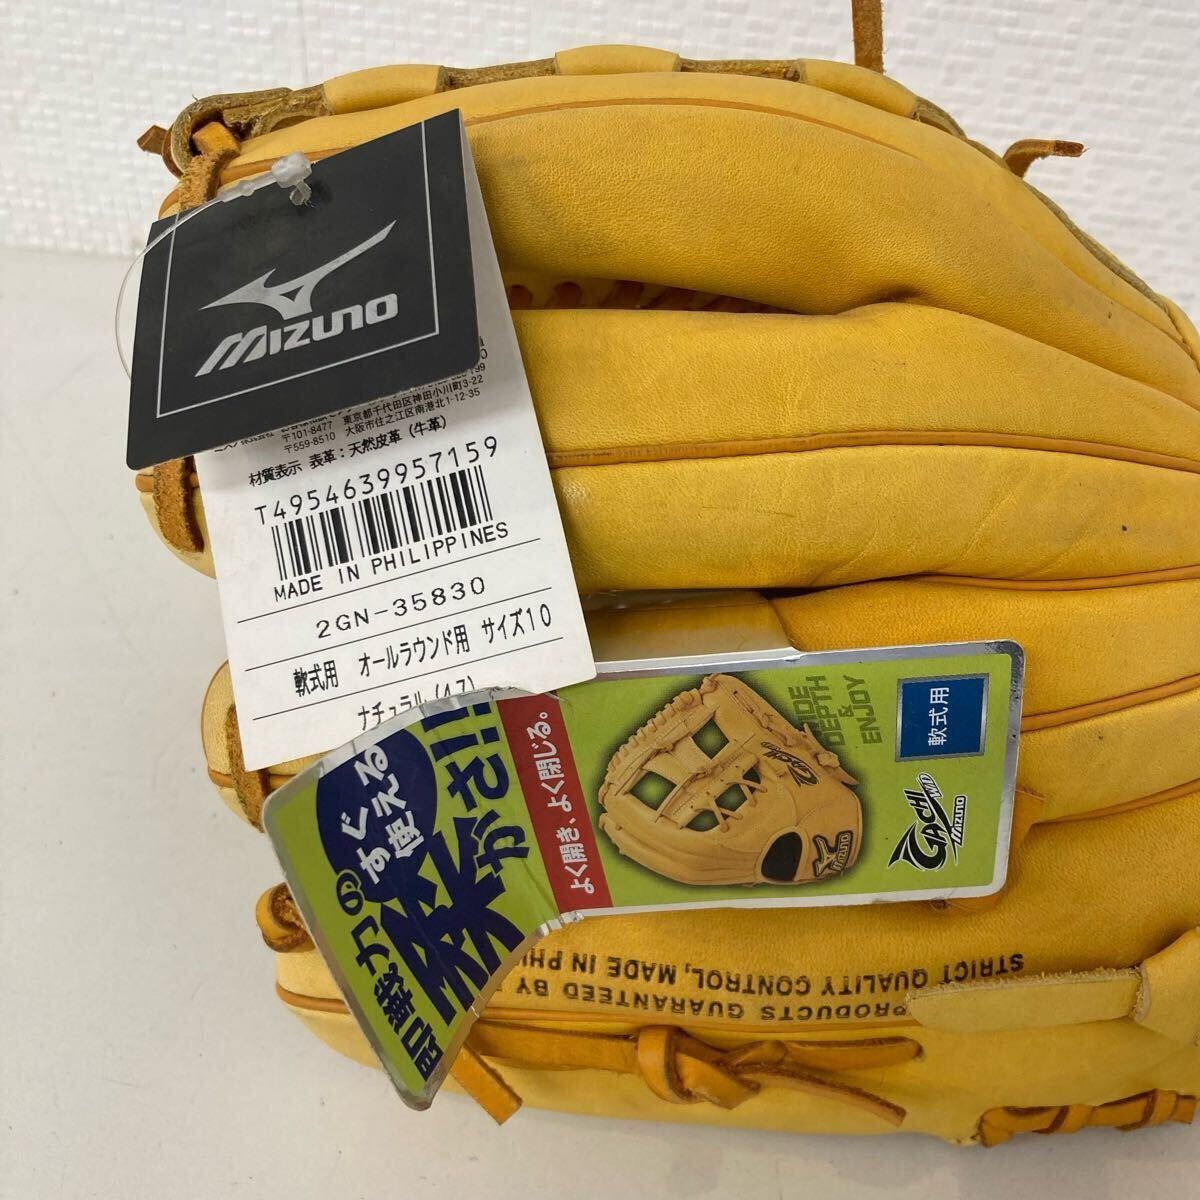 MIZUNO
〒101-8477 東京都千代田区神田小川町3-22
〒559-8510 大阪市住之江区南港北1-12-35
材質表示 表革：天然皮革（牛革）
T4954639957159
MADE IN PHILIPPINES
2GN-35830
軟式用 オールラウンド用 サイズ10
ナチュラル (47)
すぐ使える
即戦力の
柔がさ!!
よく開き、よく閉じる。
DEPTH
&
ENJOY
軟式用
GACHI
MIZUNO
MIZUNO
PRODUCTS GUARANTEED BY
STRICT QUALITY CONTROL, MADE IN PHI